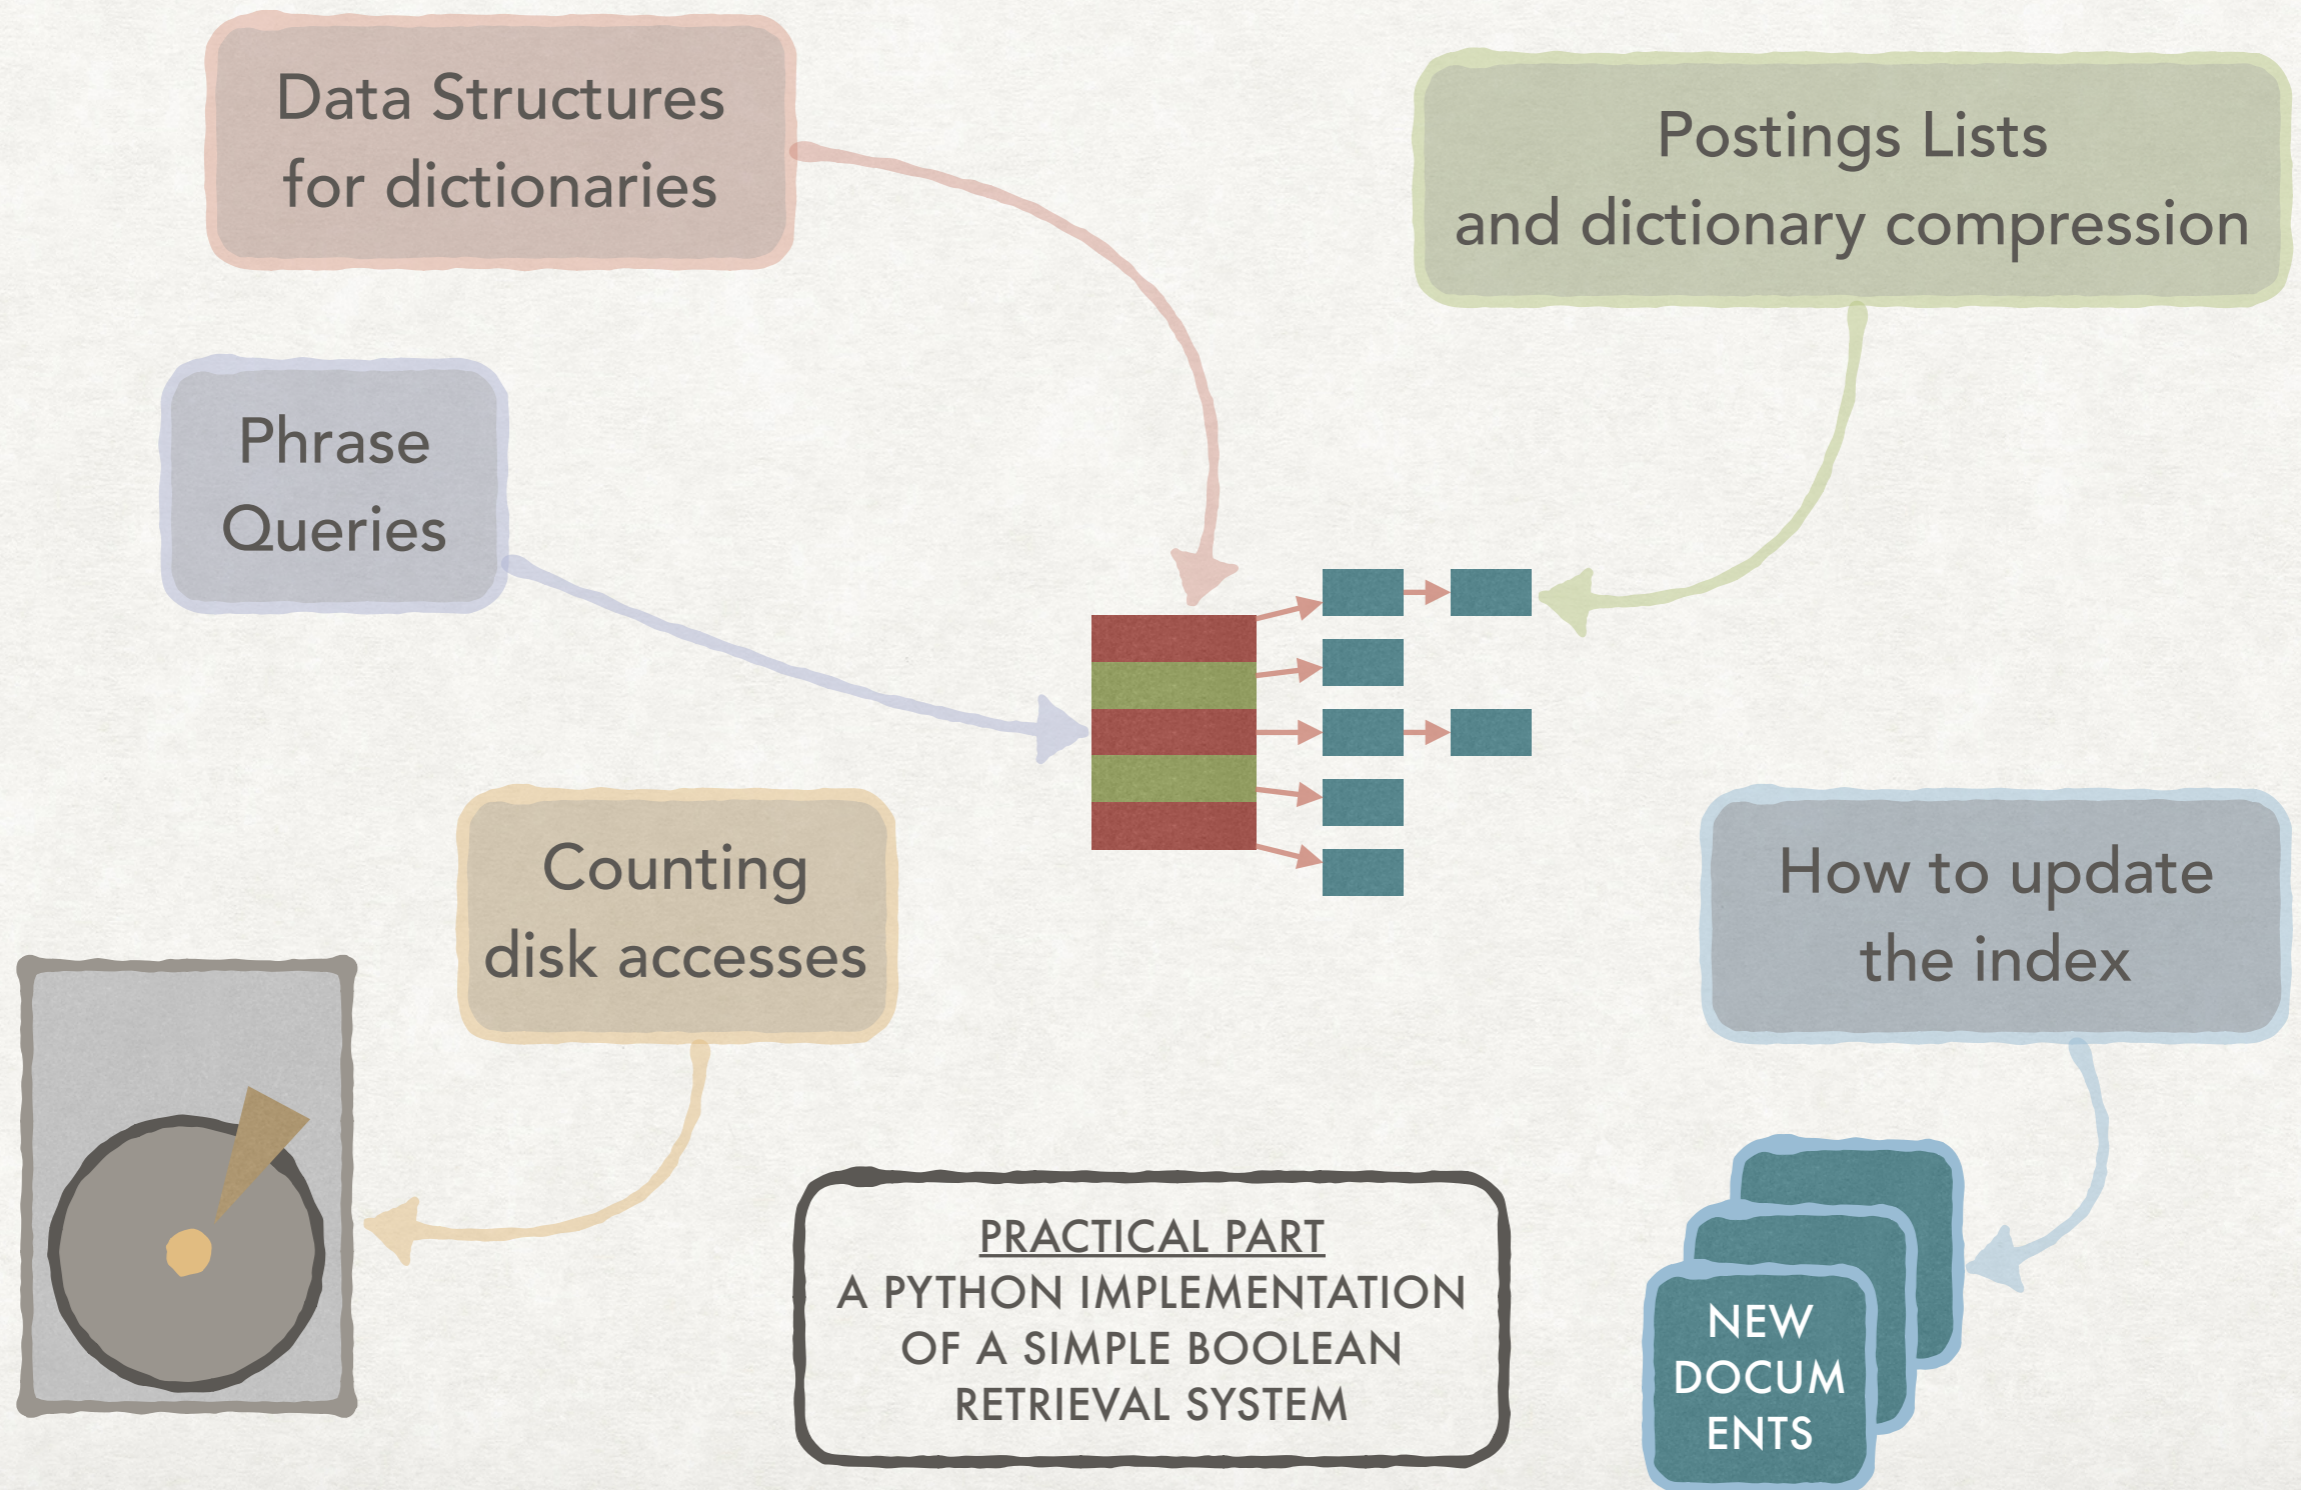 Data Structures
for dictionaries
Postings Lists
and dictionary compression
Phrase
Queries
Counting
disk accesses
How to update
the index
PRACTICAL PART
A PYTHON IMPLEMENTATION
OF A SIMPLE BOOLEAN
RETRIEVAL SYSTEM
NEW
DOCUM
ENTS